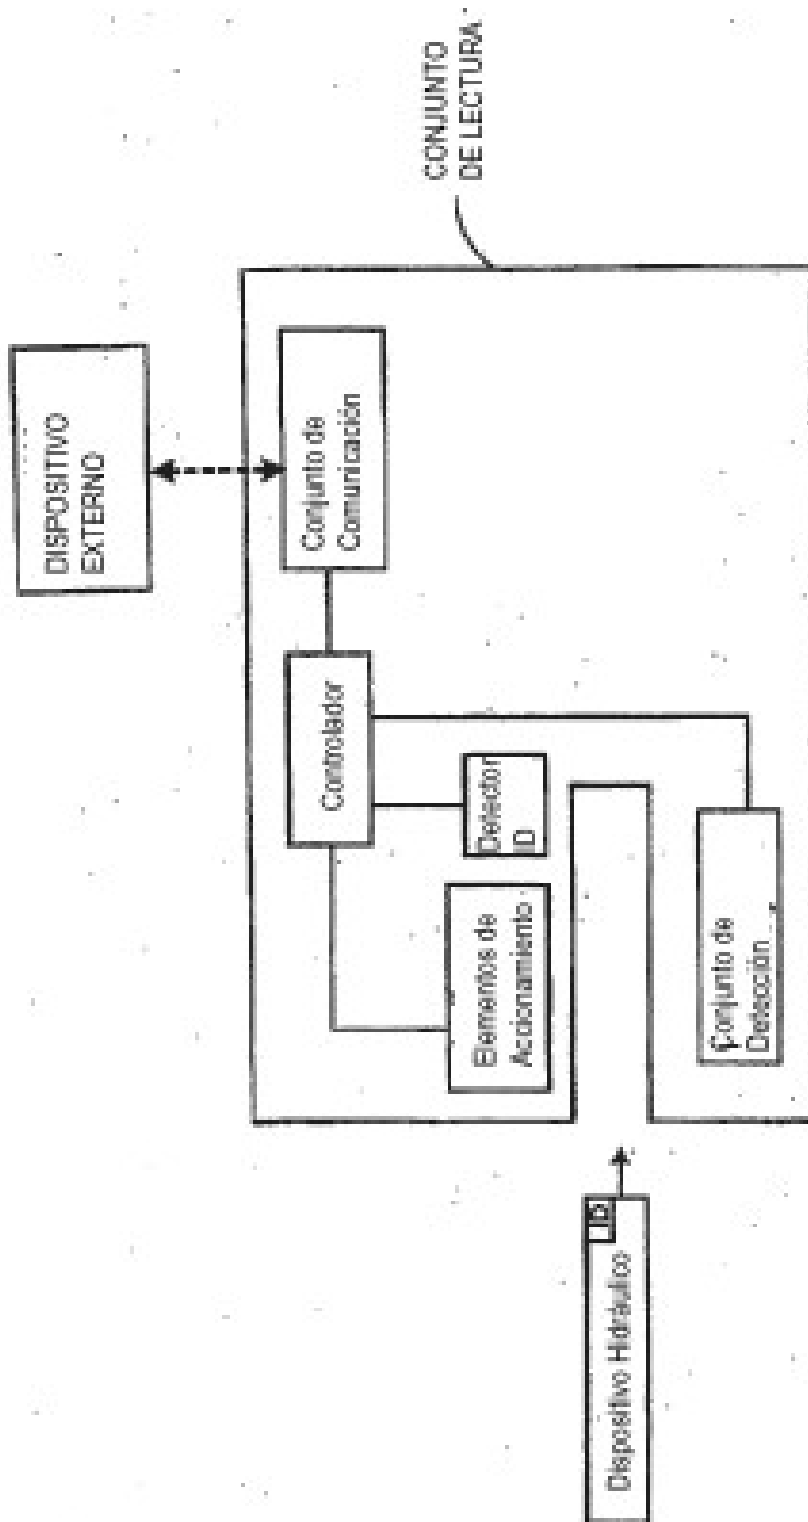 DISPOSITIVO
EXTERNO
CONJUNTO
DE LECTURA
Conjunto de
Comunicación
Controlador
Detector
ID
Elementos de
Accionamiento
Conjunto de
Detección
Dispositivo Hidráulico
ID